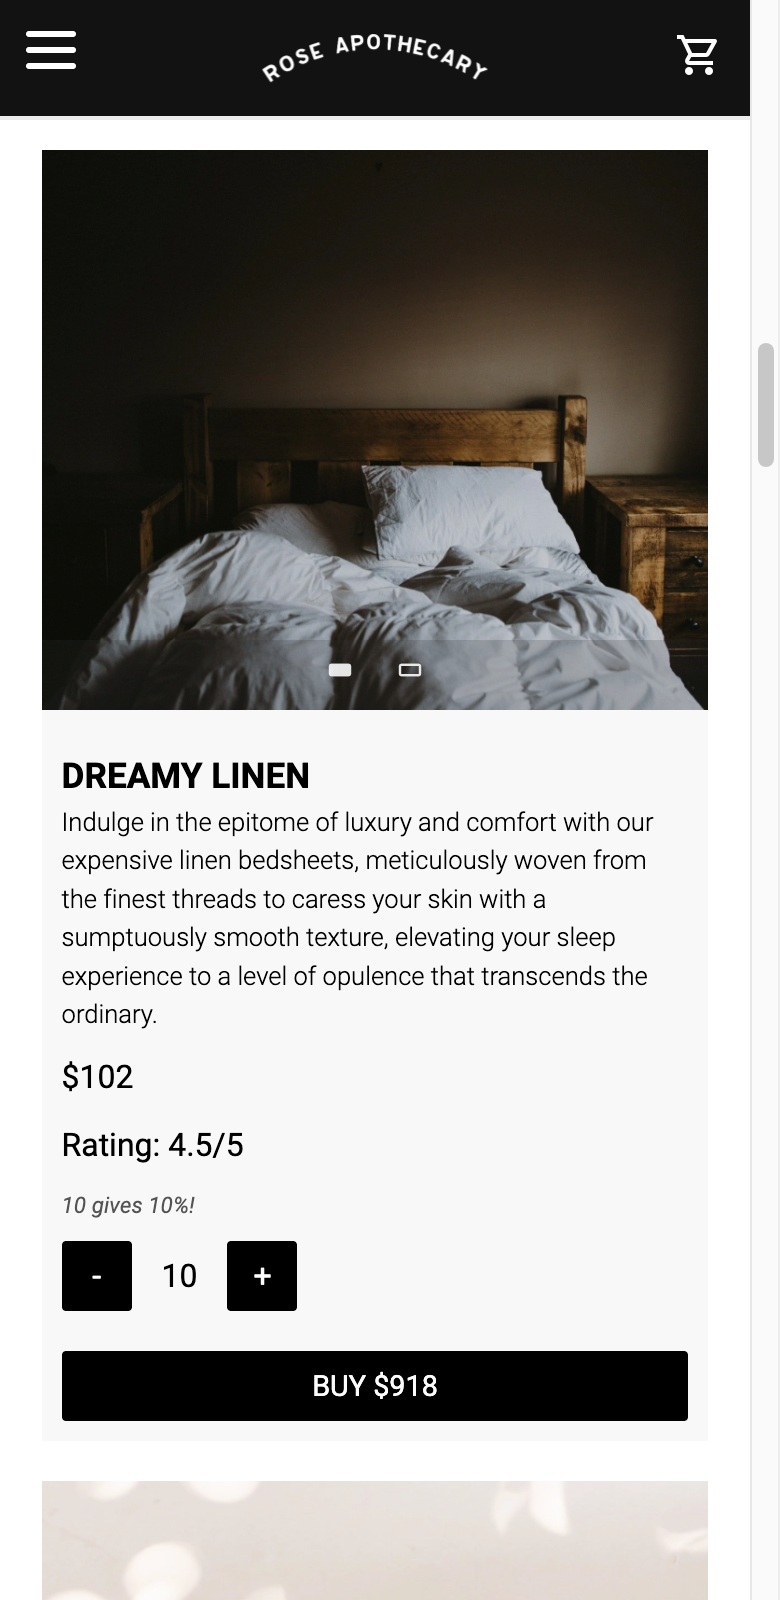 ROSE APOTHECARY
DREAMY LINEN
Indulge in the epitome of luxury and comfort with our
expensive linen bedsheets, meticulously woven from
the finest threads to caress your skin with a
sumptuously smooth texture, elevating your sleep
experience to a level of opulence that transcends the
ordinary.
$102
Rating: 4.5/5
10 gives 10%!
- 10 +
BUY $918